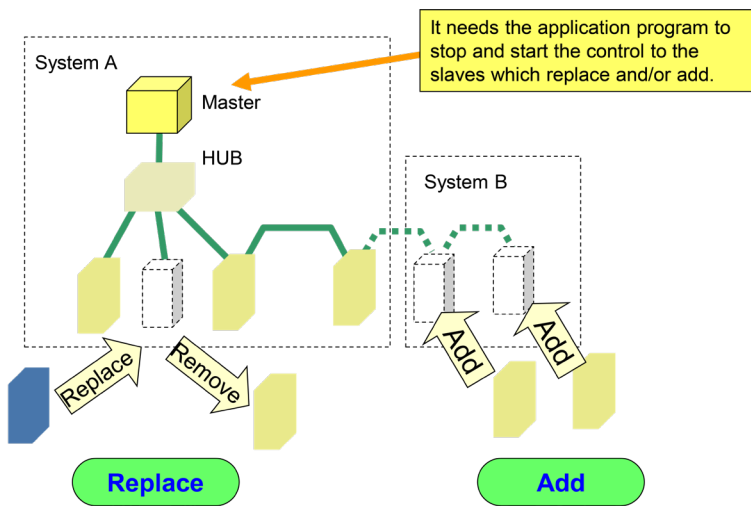 It needs the application program to
stop and start the control to the
slaves which replace and/or add.
System A
Master
HUB
System B
Replace
Remove
Add
Add
Replace
Add